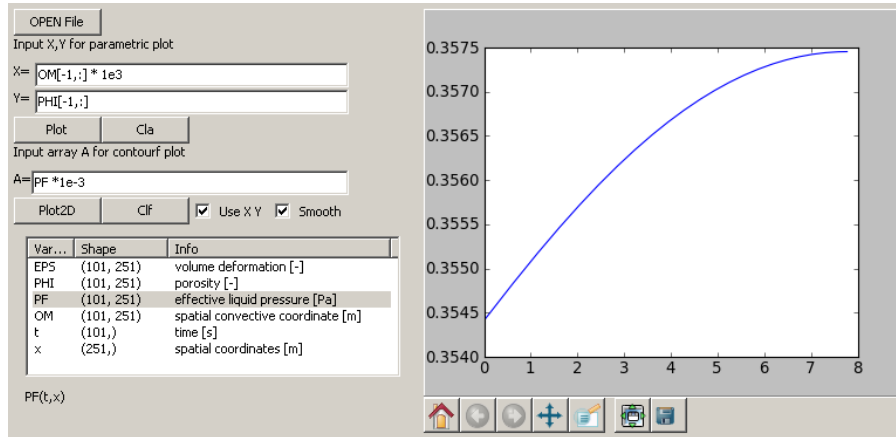 OPEN File
Input X,Y for parametric plot
X= OM[-1,:] * 1e3
Y= PHI[-1,:]
Plot Cla
Input array A for contourf plot
A= PF *1e-3
Plot2D Clf Use X Y Smooth
Var... Shape Info
EPS (101, 251) volume deformation [-]
PHI (101, 251) porosity [-]
PF (101, 251) effective liquid pressure [Pa]
OM (101, 251) spatial convective coordinate [m]
t (101,) time [s]
x (251,) spatial coordinates [m]
PF(t,x)
0.3575
0.3570
0.3565
0.3560
0.3555
0.3550
0.3545
0.3540
0 1 2 3 4 5 6 7 8